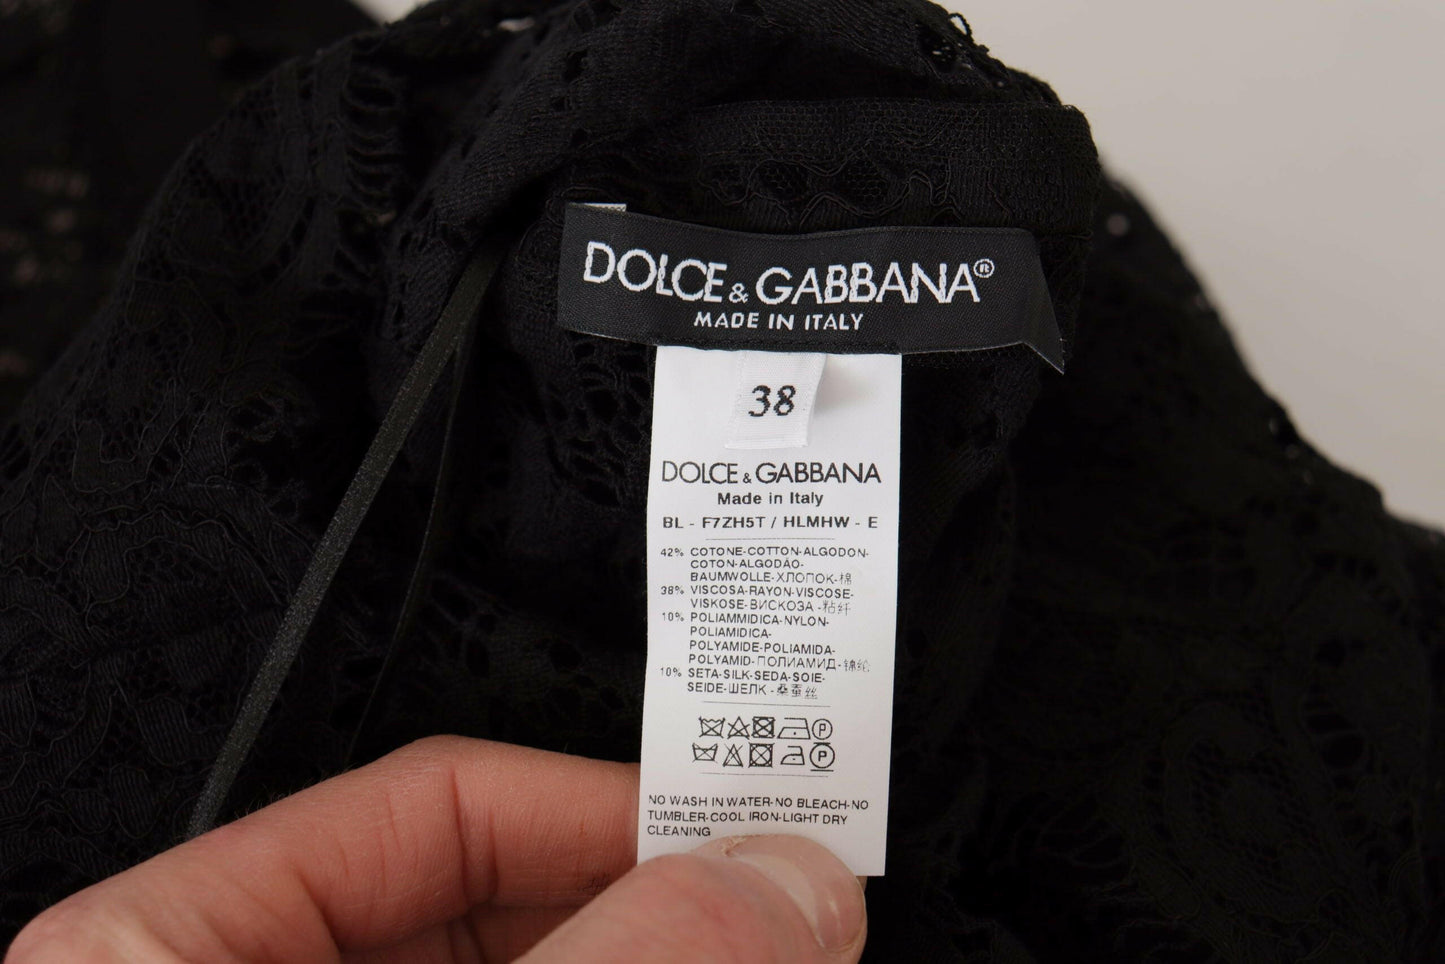 DOLCE & GABBANA®
MADE IN ITALY
38
DOLCE & GABBANA
Made in Italy
BL - F7ZH5T / HLMHW - E
42% COTONE-COTTON-ALGODON-
COTON-ALGODÃO-
BAUMWOLLE-ХЛОПОК-棉
38% VISCOSA-RAYON-VISCOSE-
VISKOSE-ВИСКОЗА-粘纤
10% POLIAMMIDICA-NYLON-
POLIAMIDICA-
POLYAMIDE-POLIAMIDA-
POLYAMID-ПОЛИАМИД-锦纶
10% SETA-SILK-SEDA-SOIE-
SEIDE-ШЕЛК-桑蚕丝
P
P
NO WASH IN WATER-NO BLEACH-NO
TUMBLER-COOL IRON-LIGHT DRY
CLEANING